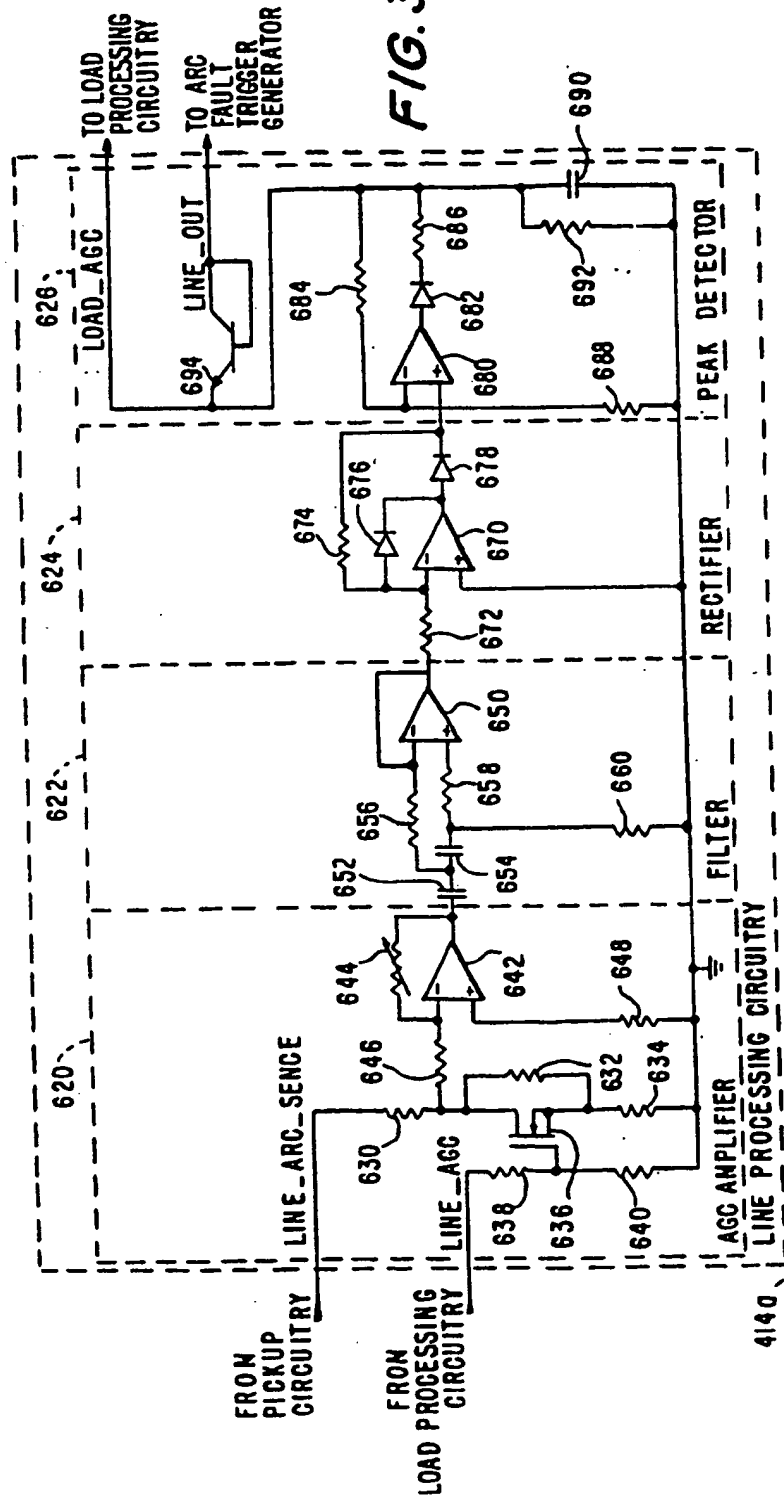 FROM
PICKUP
CIRCUITRY
FROM
LOAD PROCESSING
CIRCUITRY
LINE_ARC_SENCE
LINE_AGC
620
630
646
644
642
632
634
636
638
640
648
AGC AMPLIFIER
622
652
654
656
658
650
660
FILTER
624
672
674
676
678
670
RECTIFIER
626
LOAD_AGC
694
LINE_OUT
684
682
680
686
688
692
690
PEAK DETECTOR
LINE PROCESSING CIRCUITRY
414a
TO LOAD
PROCESSING
CIRCUITRY
TO ARC
FAULT
TRIGGER
GENERATOR